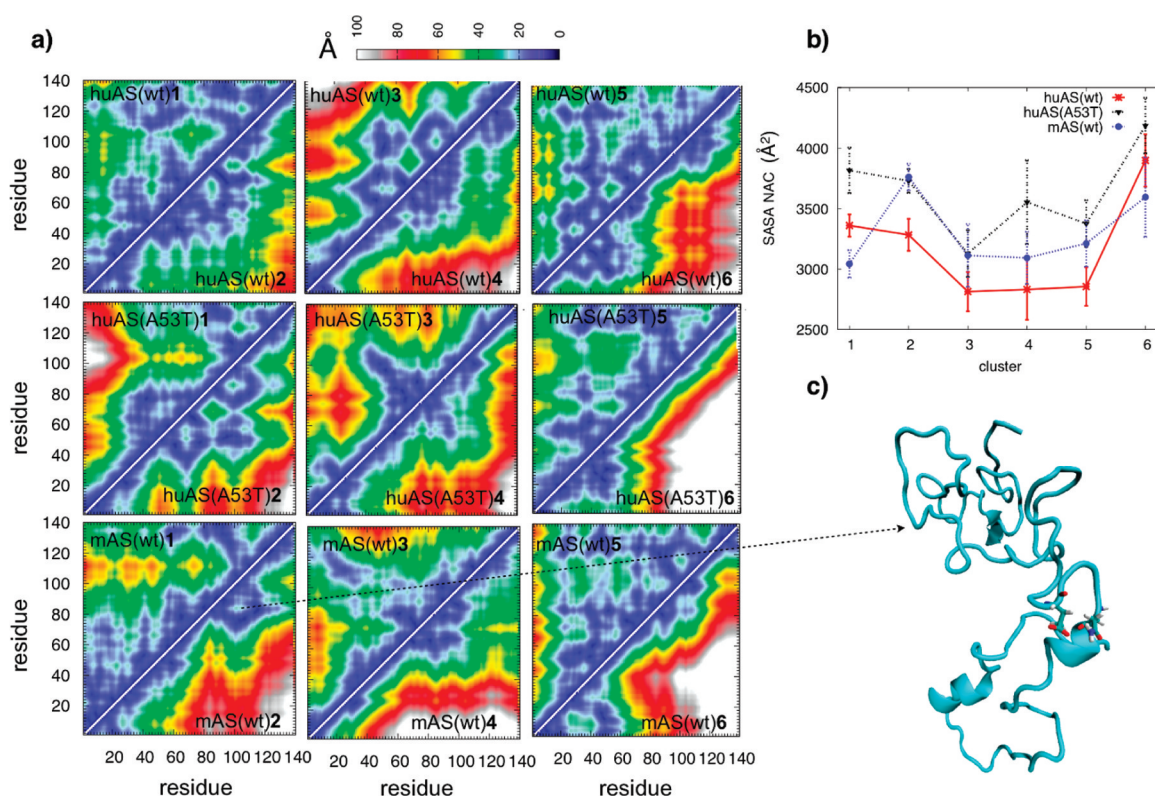 a)
Å
100
80
60
40
20
0
residue
140
120
100
80
60
40
20
0
huAS(wt)1
huAS(wt)2
huAS(wt)3
huAS(wt)4
huAS(wt)5
huAS(wt)6
residue
140
120
100
80
60
40
20
0
huAS(A53T)1
huAS(A53T)2
huAS(A53T)3
huAS(A53T)4
huAS(A53T)5
huAS(A53T)6
residue
140
120
100
80
60
40
20
0
mAS(wt)1
mAS(wt)2
mAS(wt)3
mAS(wt)4
mAS(wt)5
mAS(wt)6
20 40 60 80 100 120 140
20 40 60 80 100 120 140
20 40 60 80 100 120 140
residue
residue
residue
b)
SASA NAC (Å2)
4500
4000
3500
3000
2500
huAS(wt)
huAS(A53T)
mAS(wt)
1 2 3 4 5 6
cluster
c)